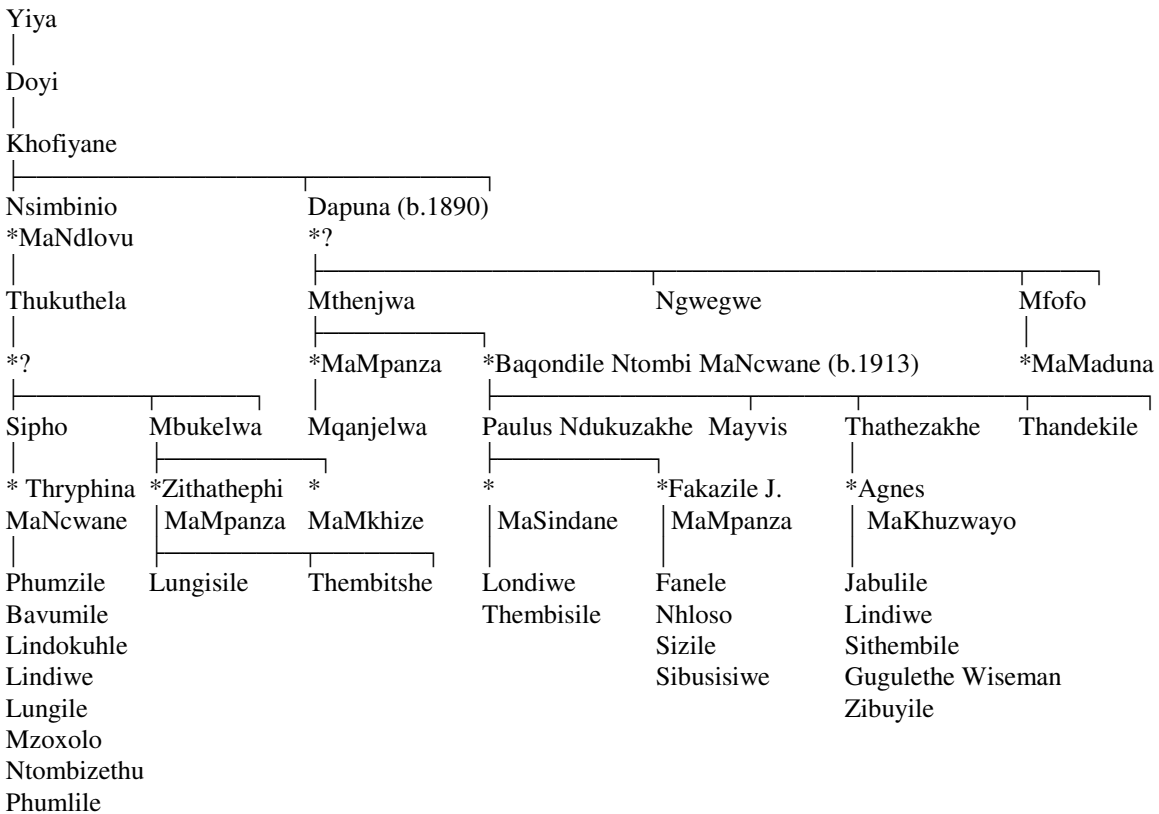 Yiya
Doyi
Khofiyane
Nsimbinio Dapuna (b.1890)
*MaNdlovu *?
Thukuthela Mthenjwa Ngwegwe Mfofo
*? *MaMpanza *Baqondile Ntombi MaNcwane (b.1913) *MaMaduna
Sipho Mbukelwa Mqanjelwa Paulus Ndukuzakhe Mayvis Thathezakhe Thandekile
* Thryphina *Zithathephi * * *Fakazile J. *Agnes
MaNcwane MaMpanza MaMkhize MaSindane MaMpanza MaKhuzwayo
Phumzile Lungisile Thembitshe Londiwe Fanele Jabulile
Bavumile Thembisile Nhloso Lindiwe
Lindokuhle Sizile Sithembile
Lindiwe Sibusisiwe Gugulethe Wiseman
Lungile Zibuyile
Mzoxolo
Ntombizethu
Phumlile